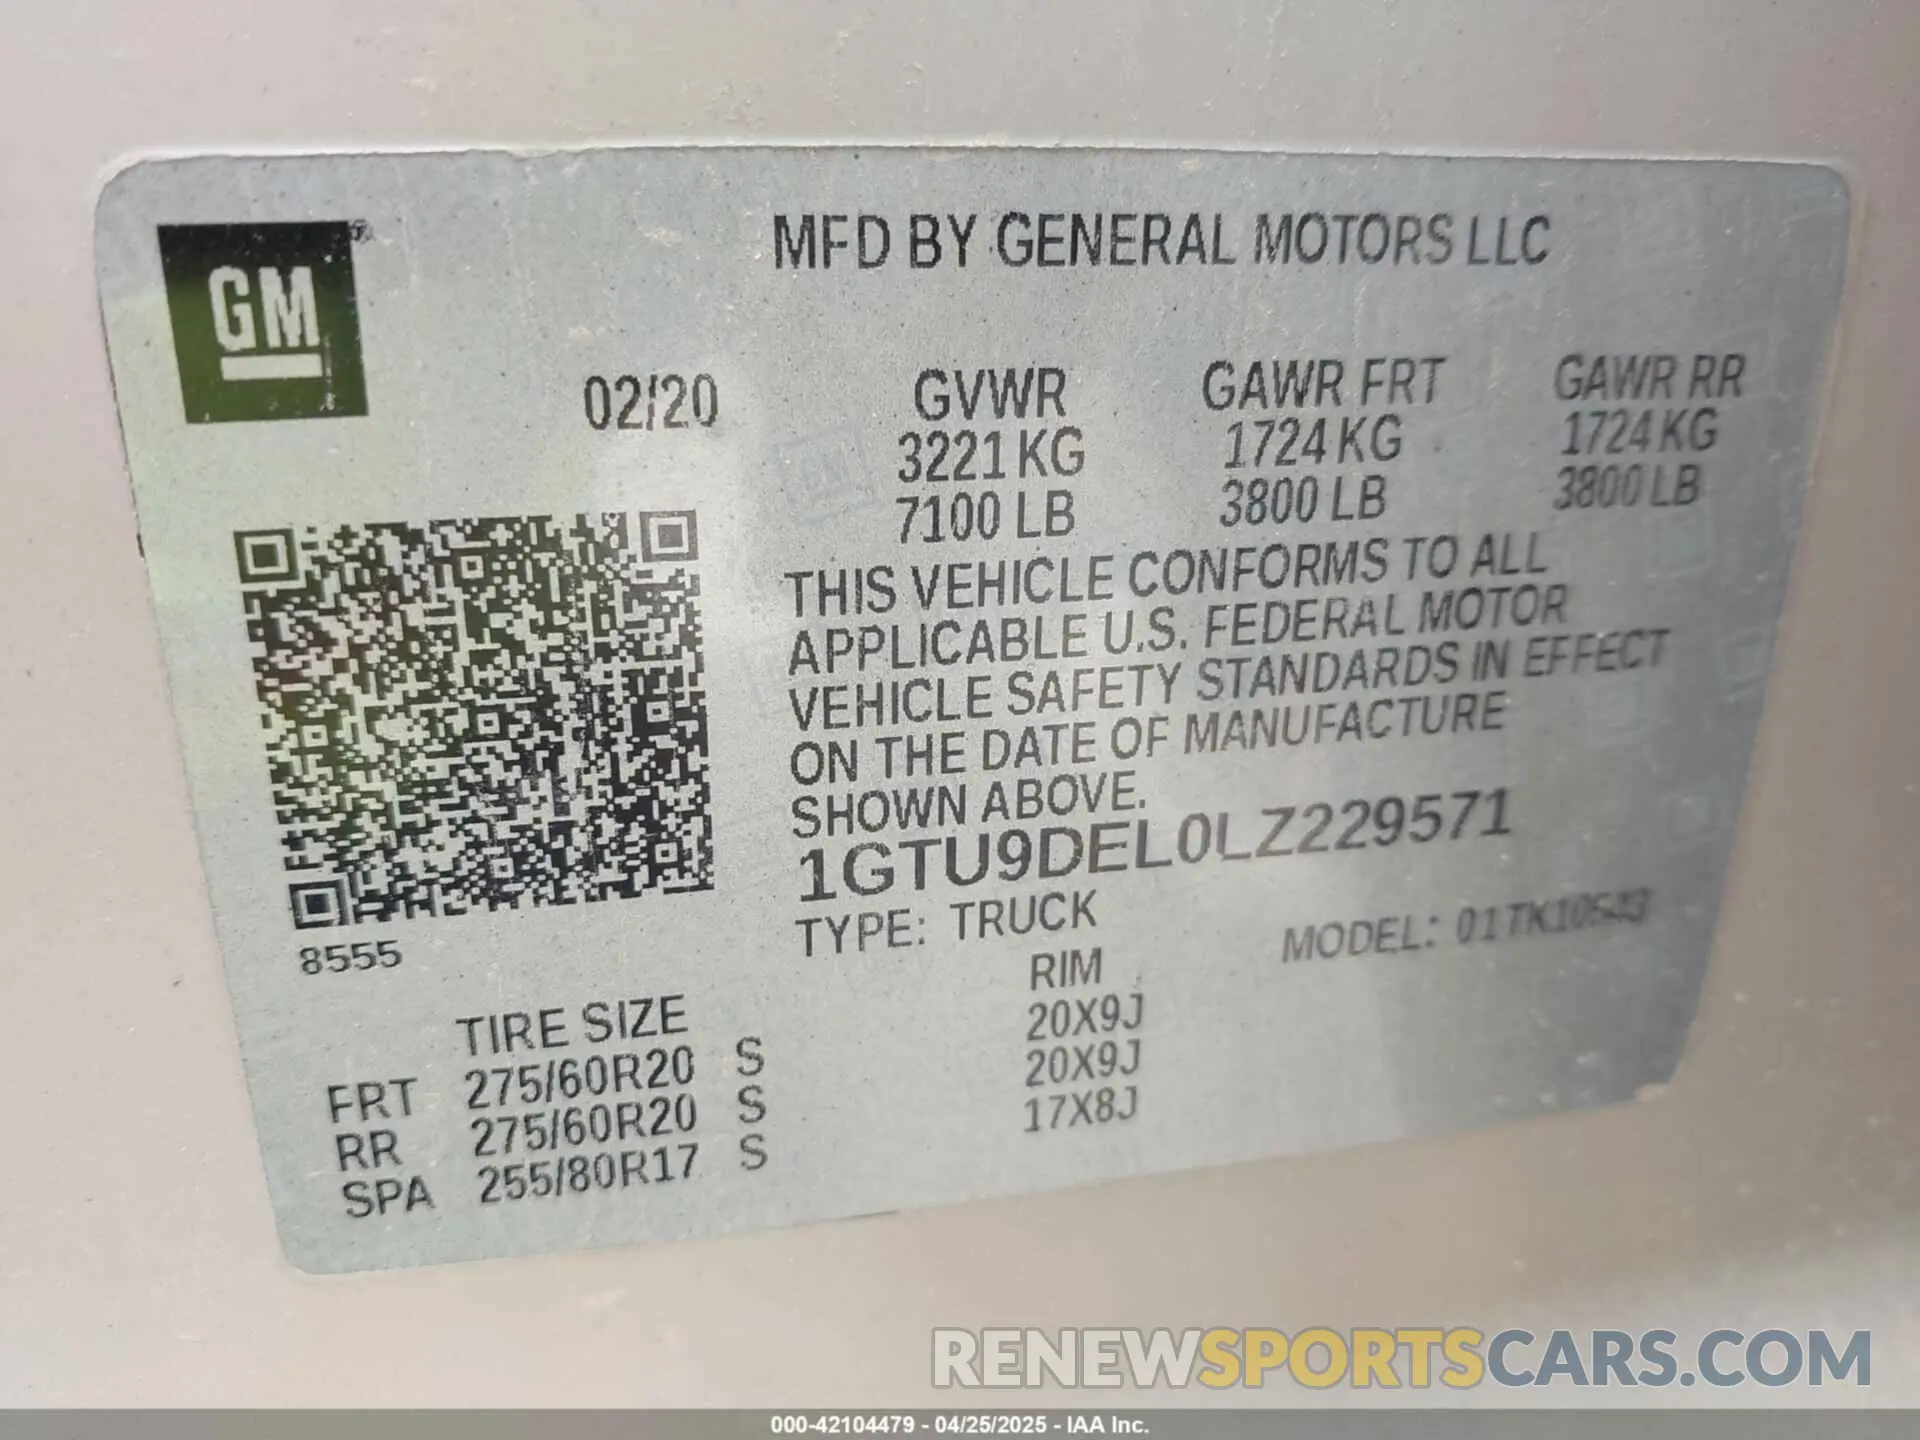 GM
MFD BY GENERAL MOTORS LLC
02/20
GVWR GAWR FRT GAWR RR
3221 KG 1724 KG 1724 KG
7100 LB 3800 LB 3800 LB
THIS VEHICLE CONFORMS TO ALL
APPLICABLE U.S. FEDERAL MOTOR
VEHICLE SAFETY STANDARDS IN EFFECT
ON THE DATE OF MANUFACTURE
SHOWN ABOVE.
1GTU9DEL0LZ229571
TYPE: TRUCK MODEL: 01TK10543
8555
TIRE SIZE RIM
FRT 275/60R20 S 20X9J
RR 275/60R20 S 20X9J
SPA 255/80R17 S 17X8J
RENEWSPORTSCARS.COM
000-42104479 - 04/25/2025 - IAA Inc.